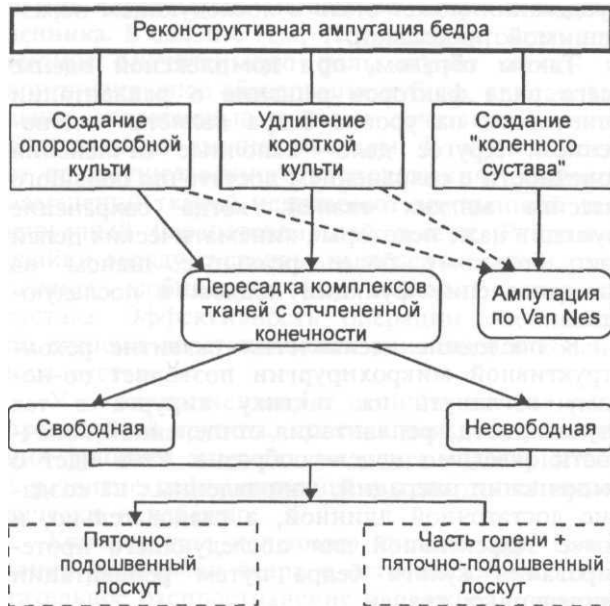 Реконструктивная ампутация бедра
Создание опороспособной культи
Удлинение короткой культи
Создание "коленного сустава"
Пересадка комплексов тканей с отчлененной конечности
Ампутация по Van Nes
Свободная
Несвободная
Пяточно-подошвенный лоскут
Часть голени + пяточно-подошвенный